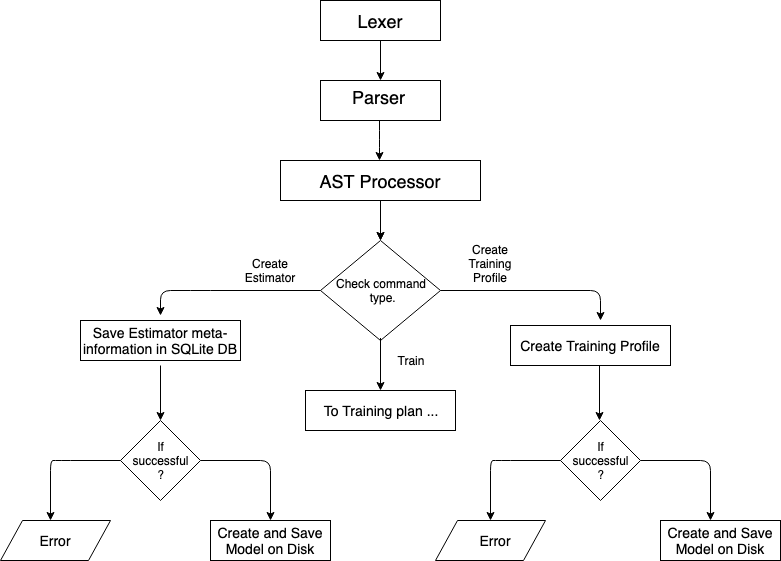 Lexer
Parser
AST Processor
Create
Estimator
Check command
type.
Create
Training
Profile
Save Estimator meta-
information in SQLite DB
Train
Create Training Profile
To Training plan ...
If
successful
?
If
successful
?
Error
Create and Save
Model on Disk
Error
Create and Save
Model on Disk